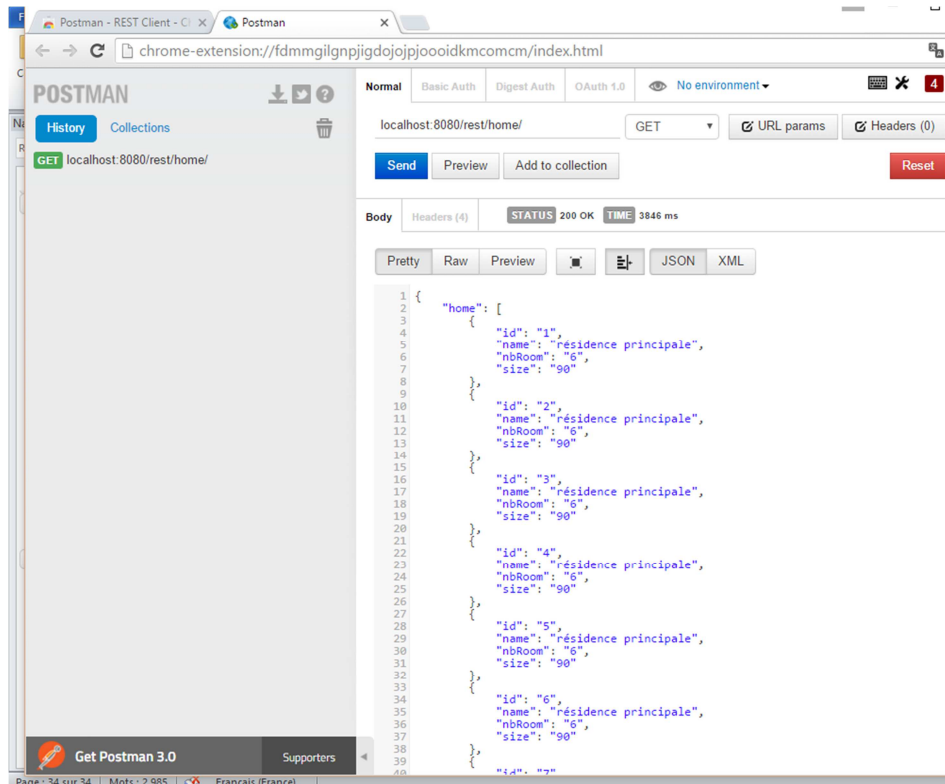 Postman - REST Client - C
Postman
chrome-extension://fdmmgilgnpjigdojojpjoooidkmcomcm/index.html
POSTMAN
History Collections
GET localhost:8080/rest/home/
Normal Basic Auth Digest Auth OAuth 1.0 No environment 4
localhost:8080/rest/home/ GET URL params Headers (0)
Send Preview Add to collection Reset
Body Headers (4) STATUS 200 OK TIME 3846 ms
Pretty Raw Preview JSON XML
1 {
2 "home": [
3 {
4 "id": "1",
5 "name": "résidence principale",
6 "nbRoom": "6",
7 "size": "90"
8 },
9 {
10 "id": "2",
11 "name": "résidence principale",
12 "nbRoom": "6",
13 "size": "90"
14 },
15 {
16 "id": "3",
17 "name": "résidence principale",
18 "nbRoom": "6",
19 "size": "90"
20 },
21 {
22 "id": "4",
23 "name": "résidence principale",
24 "nbRoom": "6",
25 "size": "90"
26 },
27 {
28 "id": "5",
29 "name": "résidence principale",
30 "nbRoom": "6",
31 "size": "90"
32 },
33 {
34 "id": "6",
35 "name": "résidence principale",
36 "nbRoom": "6",
37 "size": "90"
38 },
39 {
40 "id": "7"
Get Postman 3.0 Supporters
Page : 34 sur 34 Mots : 2 985 Français (France)